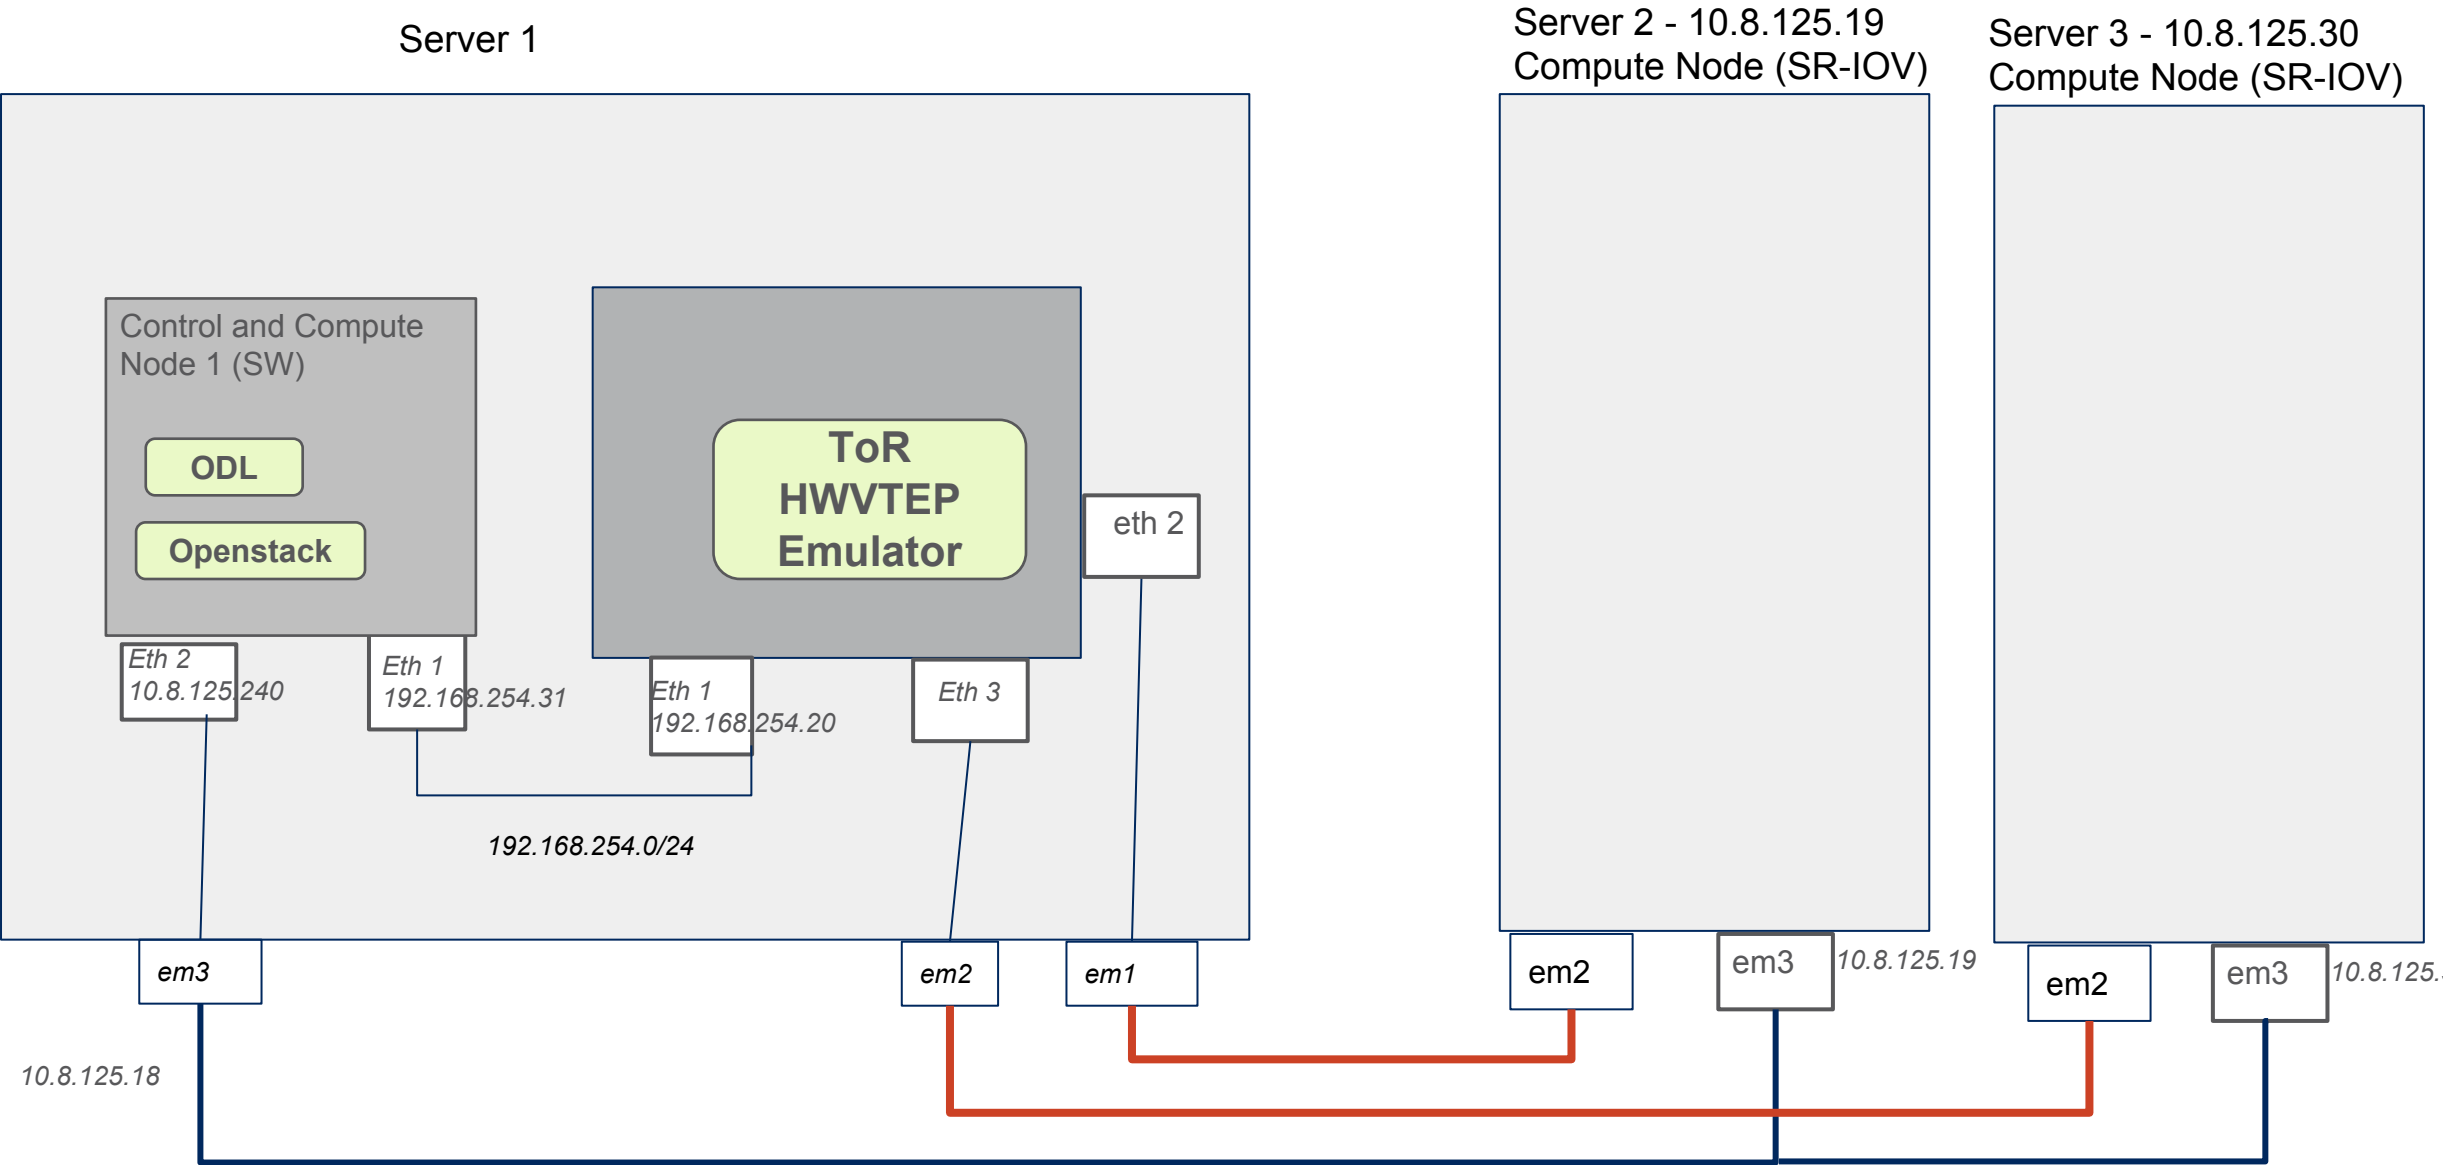 Server 1
Server 2 - 10.8.125.19
Compute Node (SR-IOV)
Server 3 - 10.8.125.30
Compute Node (SR-IOV)
Control and Compute
Node 1 (SW)
ODL
Openstack
ToR
HWVTEP
Emulator
eth 2
Eth 2
10.8.125.240
Eth 1
192.168.254.31
Eth 1
192.168.254.20
Eth 3
192.168.254.0/24
em3
em2
em1
em2
em3
10.8.125.19
em2
em3
10.8.125.
10.8.125.18